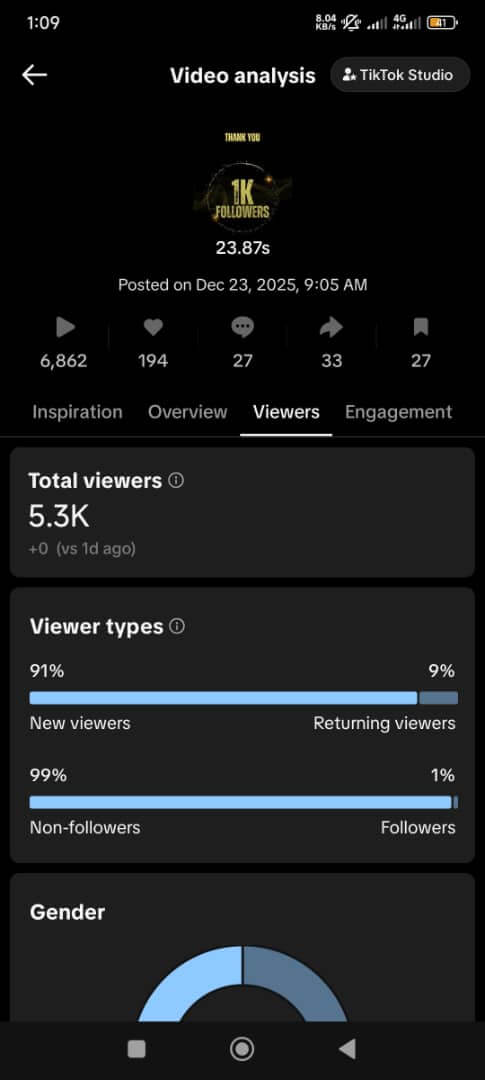 1:09
8.04 KB/s
4G
41
Video analysis
TikTok Studio
THANK YOU
1K
FOLLOWERS
23.87s
Posted on Dec 23, 2025, 9:05 AM
6,862 194 27 33 27
Inspiration Overview Viewers Engagement
Total viewers
5.3K
+0 (vs 1d ago)
Viewer types
91% 9%
New viewers Returning viewers
99% 1%
Non-followers Followers
Gender